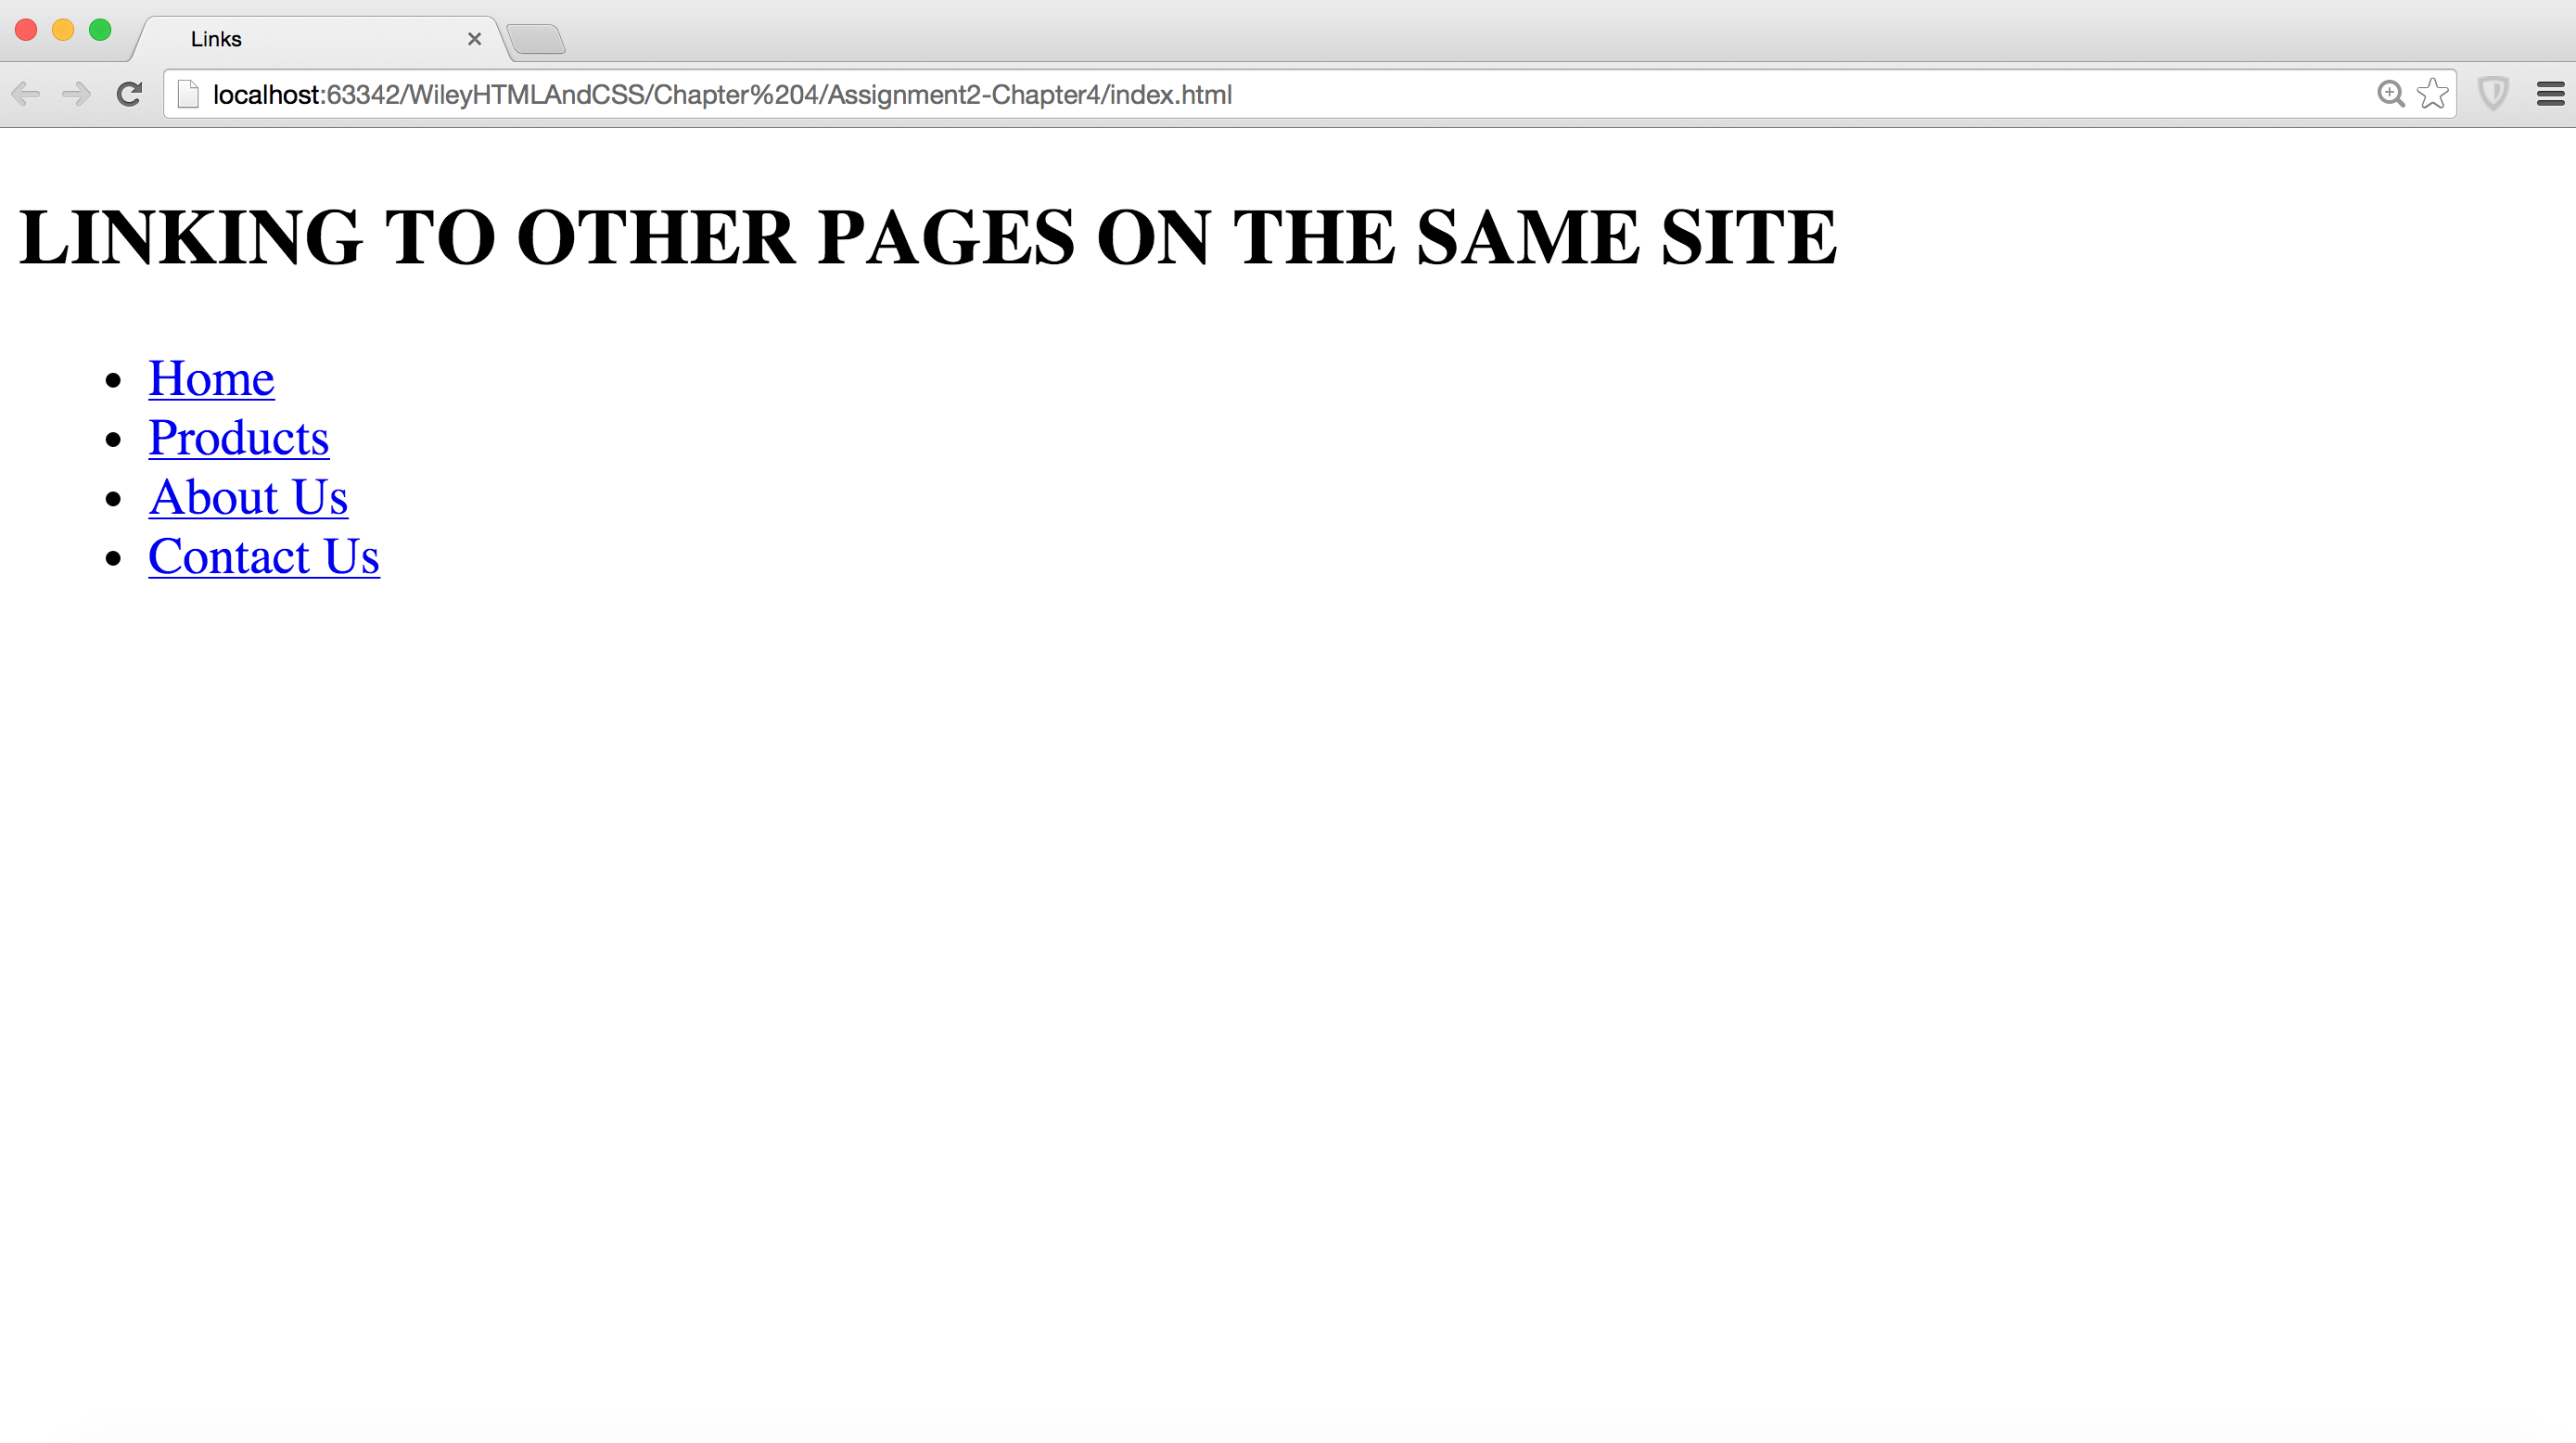 Links
localhost:63342/WileyHTMLAndCSS/Chapter%204/Assignment2-Chapter4/index.html
LINKING TO OTHER PAGES ON THE SAME SITE
Home
Products
About Us
Contact Us